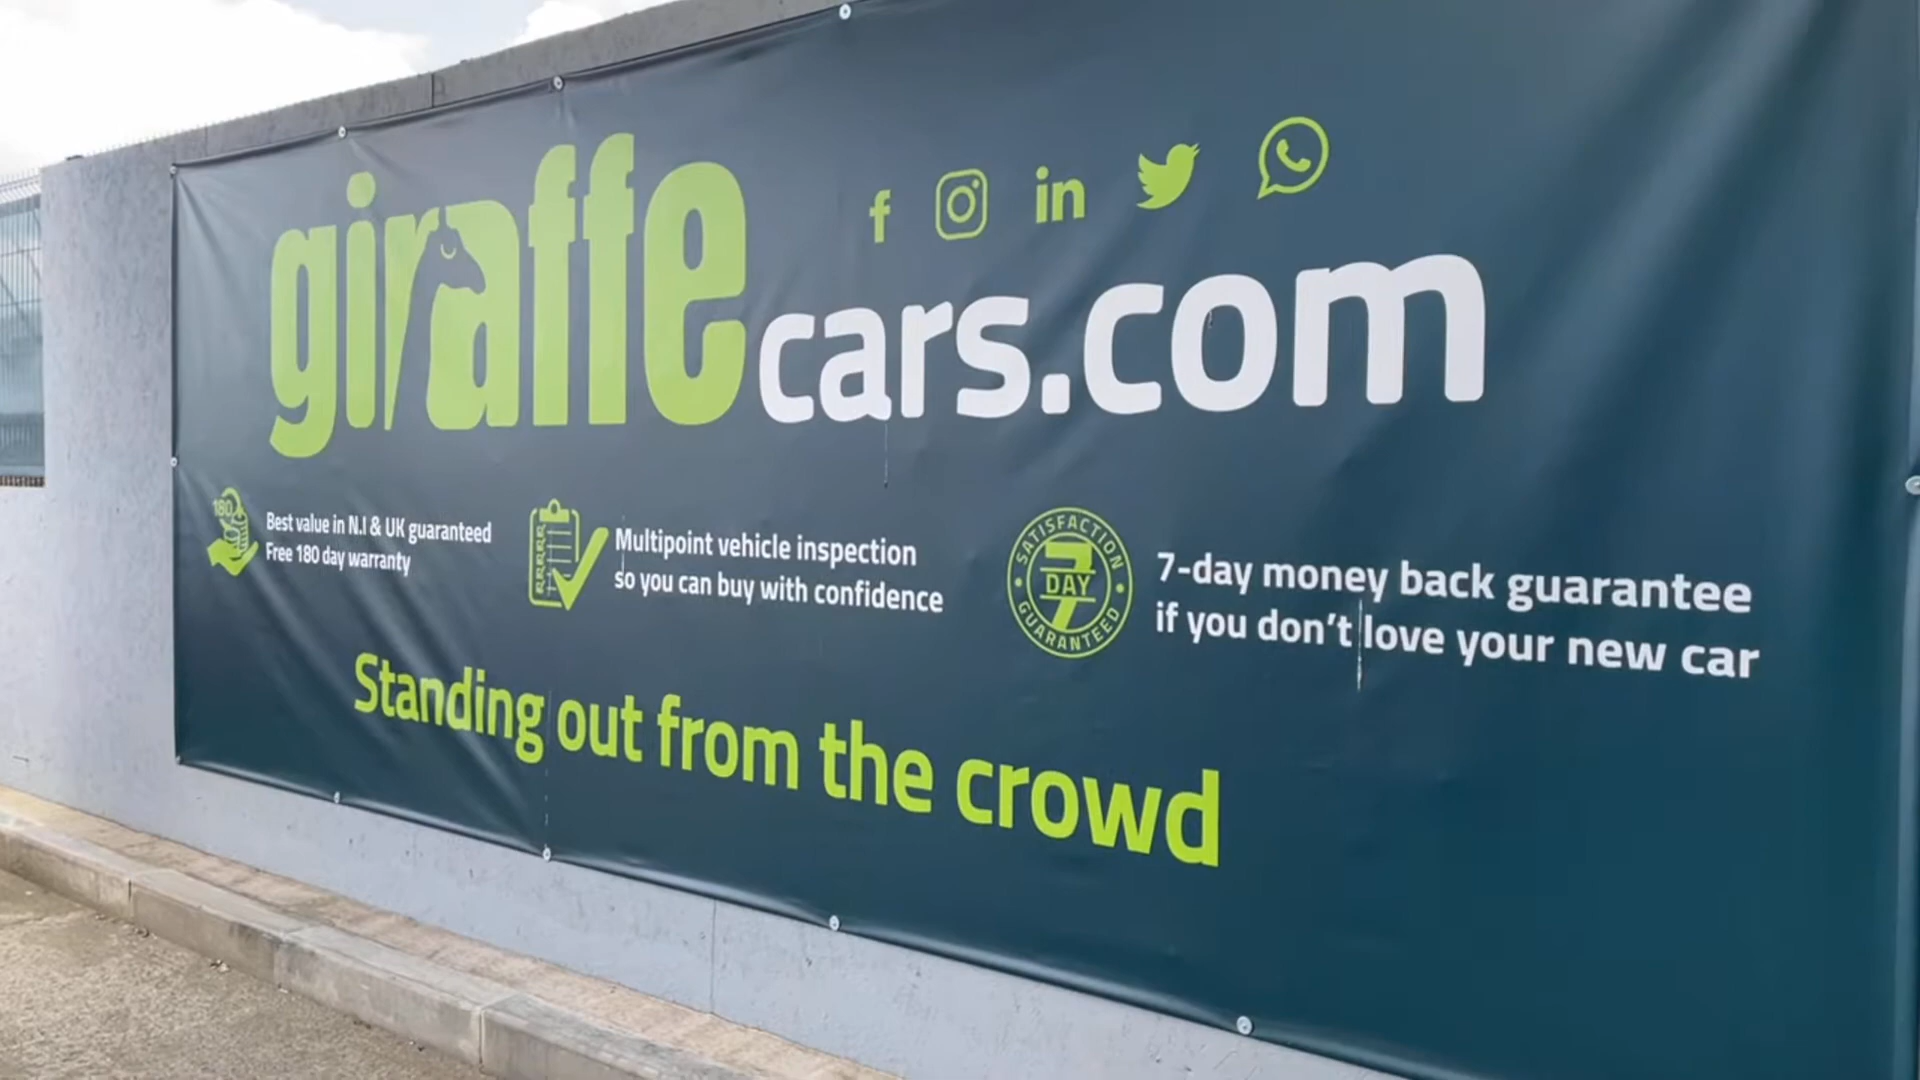 giraffecars.com
f
in
180
Best value in N.I & UK guaranteed
Free 180 day warranty
Multipoint vehicle inspection
so you can buy with confidence
SATISFACTION
7
DAY
GUARANTEED
7-day money back guarantee
if you don't love your new car
Standing out from the crowd